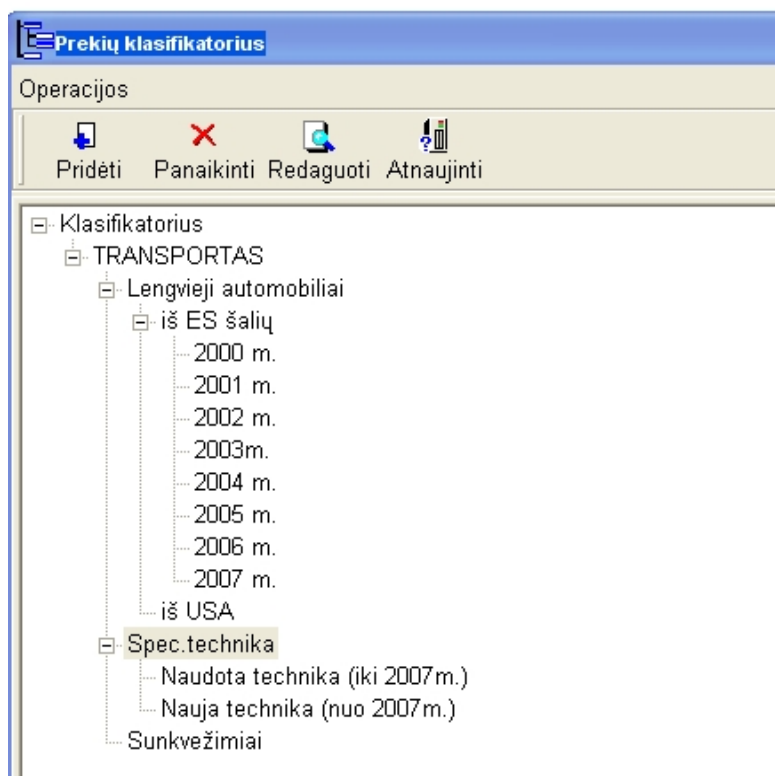 Prekių klasifikatorius
Operacijos
Pridėti Panaikinti Redaguoti Atnaujinti
Klasifikatorius
TRANSPORTAS
Lengvieji automobiliai
iš ES šalių
2000 m.
2001 m.
2002 m.
2003m.
2004 m.
2005 m.
2006 m.
2007 m.
iš USA
Spec.technika
Naudota technika (iki 2007m.)
Nauja technika (nuo 2007m.)
Sunkvežimiai